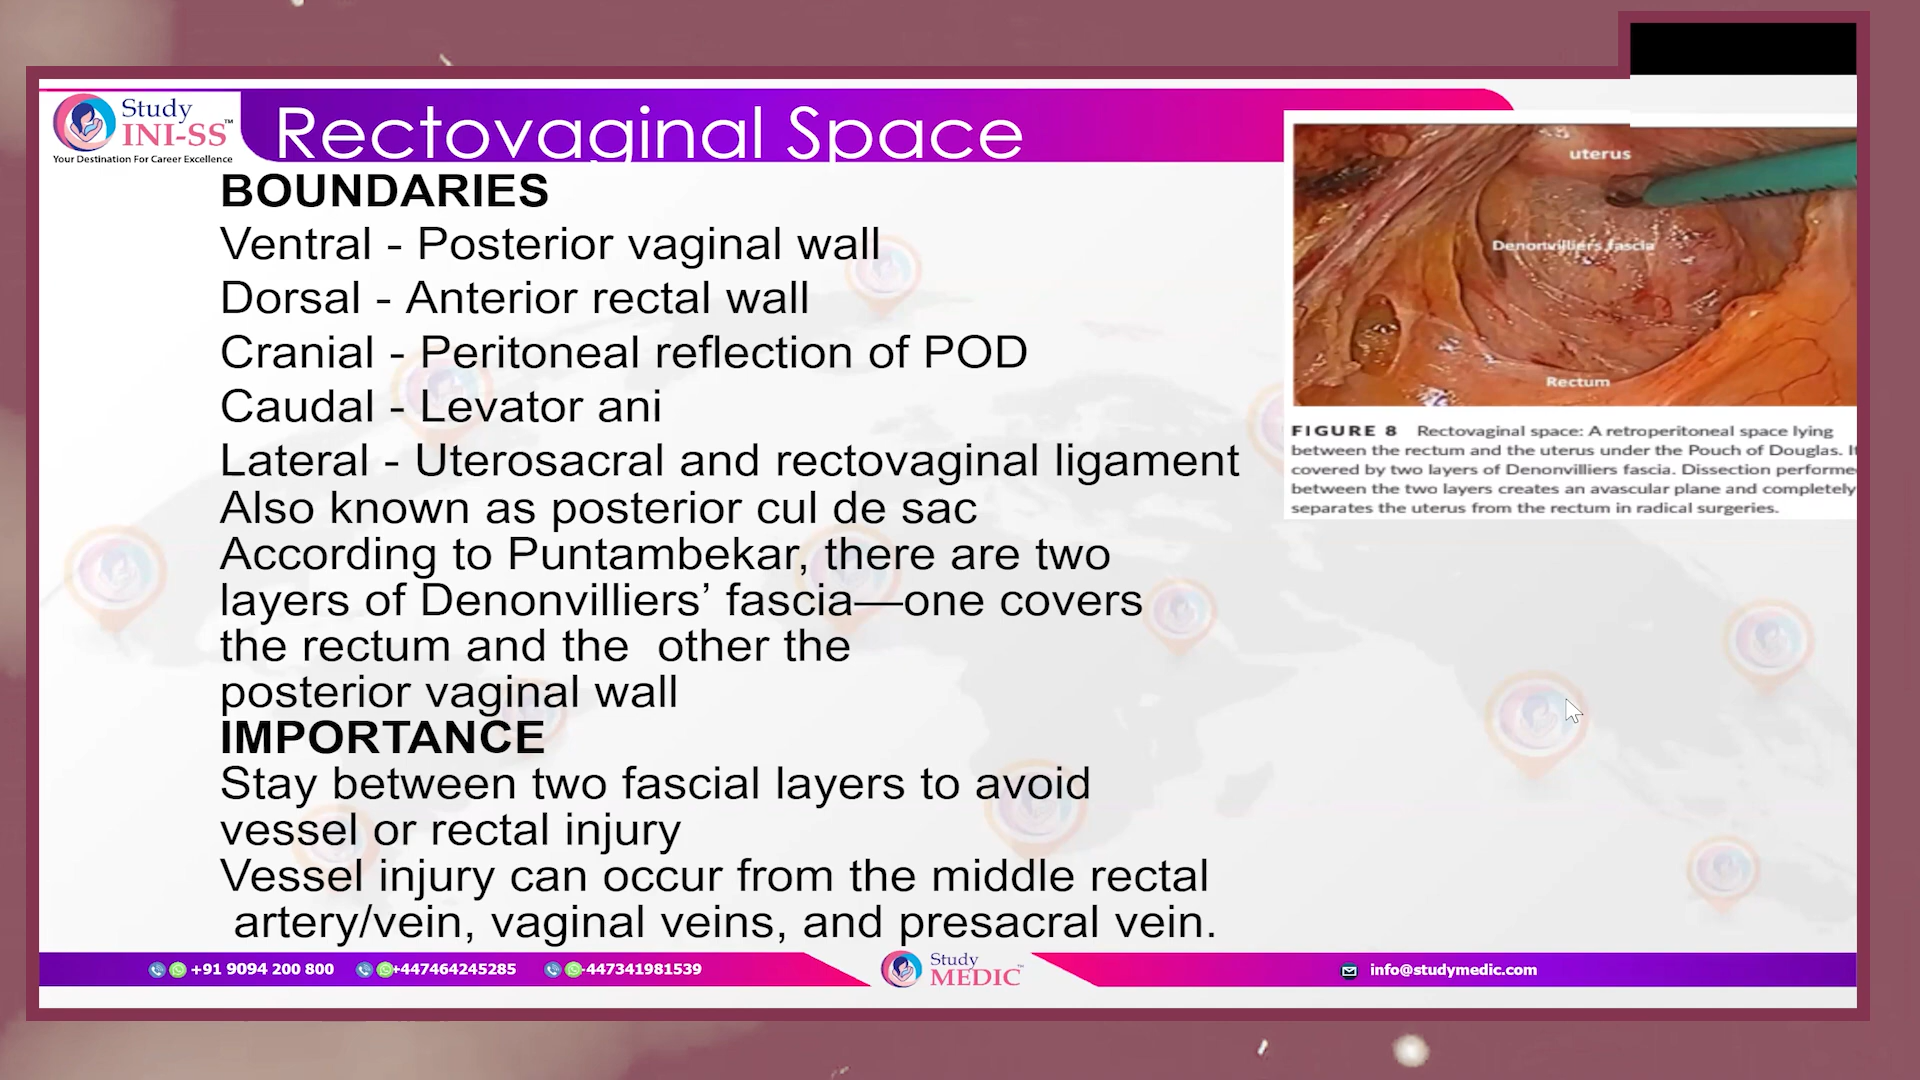 Study
INI-SS™
Your Destination For Career Excellence
Rectovaginal Space
BOUNDARIES
Ventral - Posterior vaginal wall
Dorsal - Anterior rectal wall
Cranial - Peritoneal reflection of POD
Caudal - Levator ani
Lateral - Uterosacral and rectovaginal ligament
Also known as posterior cul de sac
According to Puntambekar, there are two
layers of Denonvilliers’ fascia—one covers
the rectum and the other the
posterior vaginal wall
IMPORTANCE
Stay between two fascial layers to avoid
vessel or rectal injury
Vessel injury can occur from the middle rectal
artery/vein, vaginal veins, and presacral vein.
uterus
Denonvilliers fascia
Rectum
FIGURE 8 Rectovaginal space: A retroperitoneal space lying
between the rectum and the uterus under the Pouch of Douglas.
covered by two layers of Denonvilliers fascia. Dissection
between the two layers creates an avascular plane and completely
separates the uterus from the rectum in radical surgeries.
+91 9094 200 800 +447464245285 -447341981539
Study
MEDIC™
info@studymedic.com